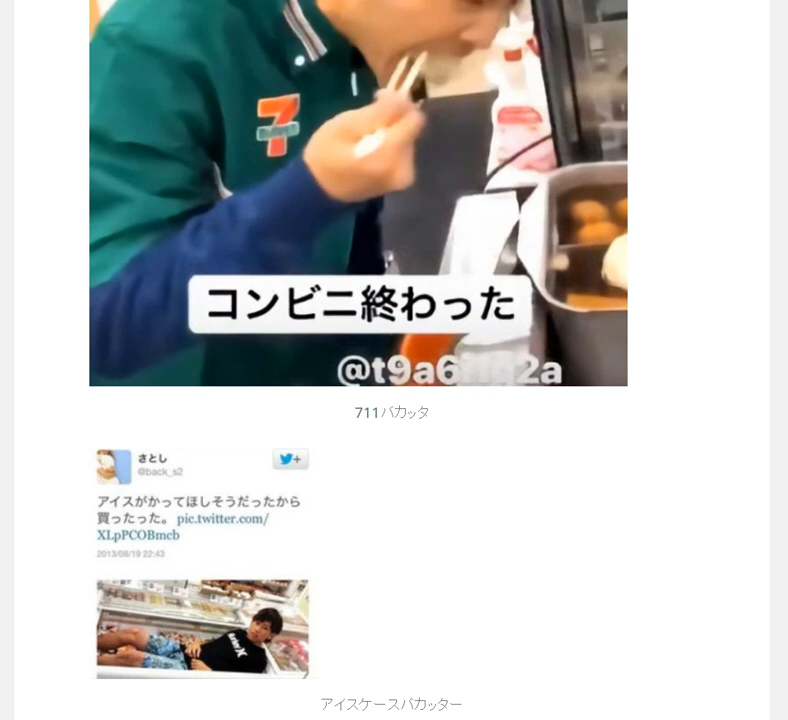 コンビニ終わった
711バカッタ
さとし
@back_s2
アイスがかってほしそうだったから
買ったった。pic.twitter.com/
XLpPCOBmcb
2013/08/19 22:43
アイスケースバカッター